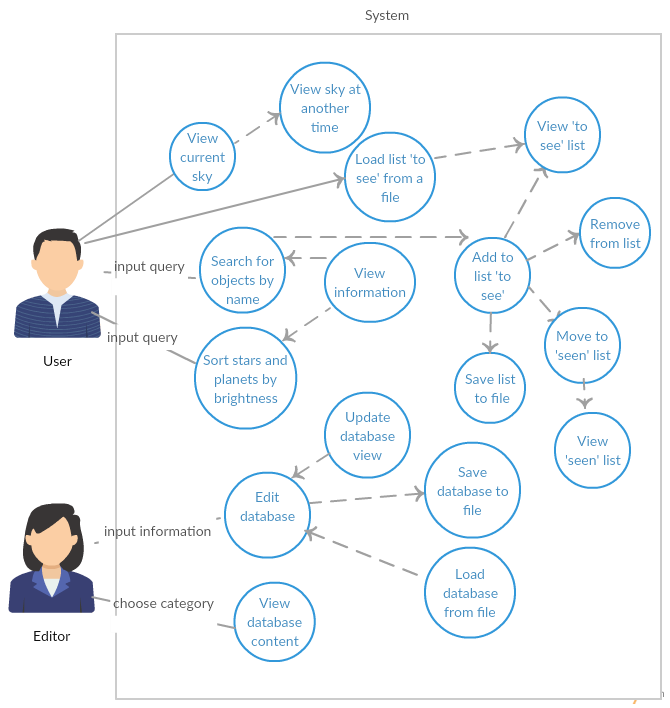 System
View sky at
another
time
View
current
sky
View 'to
see' list
Load list 'to
see' from a
file
Remove
from list
input query
Search for
objects by
name
View
information
Add to
list 'to
see'
input query
User
Sort stars and
planets by
brightness
Move to
'seen' list
Save list
to file
Update
database
view
View
'seen' list
Edit
database
Save
database to
file
input information
Load
database
from file
choose category
View
database
content
Editor